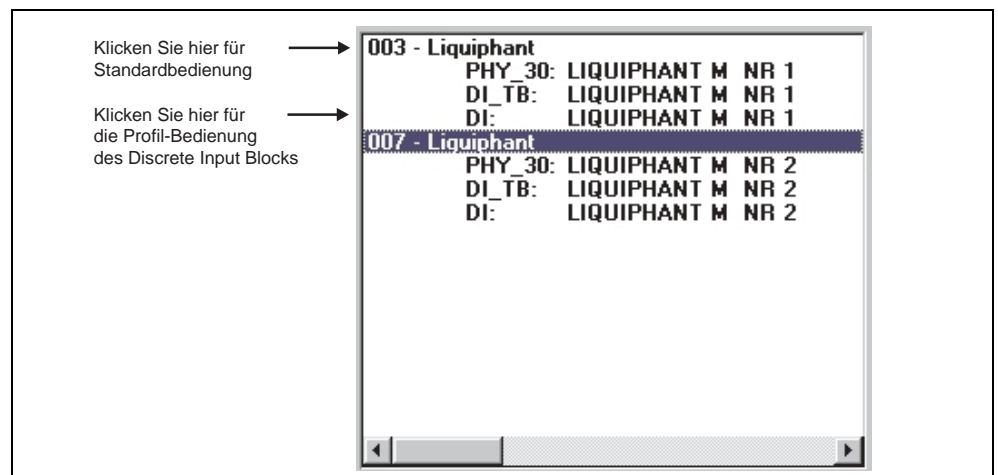 Klicken Sie hier für
Standardbedienung
Klicken Sie hier für
die Profil-Bedienung
des Discrete Input Blocks
003 - Liquiphant
PHY_30: LIQUIPHANT M NR 1
DI_TB: LIQUIPHANT M NR 1
DI: LIQUIPHANT M NR 1
007 - Liquiphant
PHY_30: LIQUIPHANT M NR 2
DI_TB: LIQUIPHANT M NR 2
DI: LIQUIPHANT M NR 2